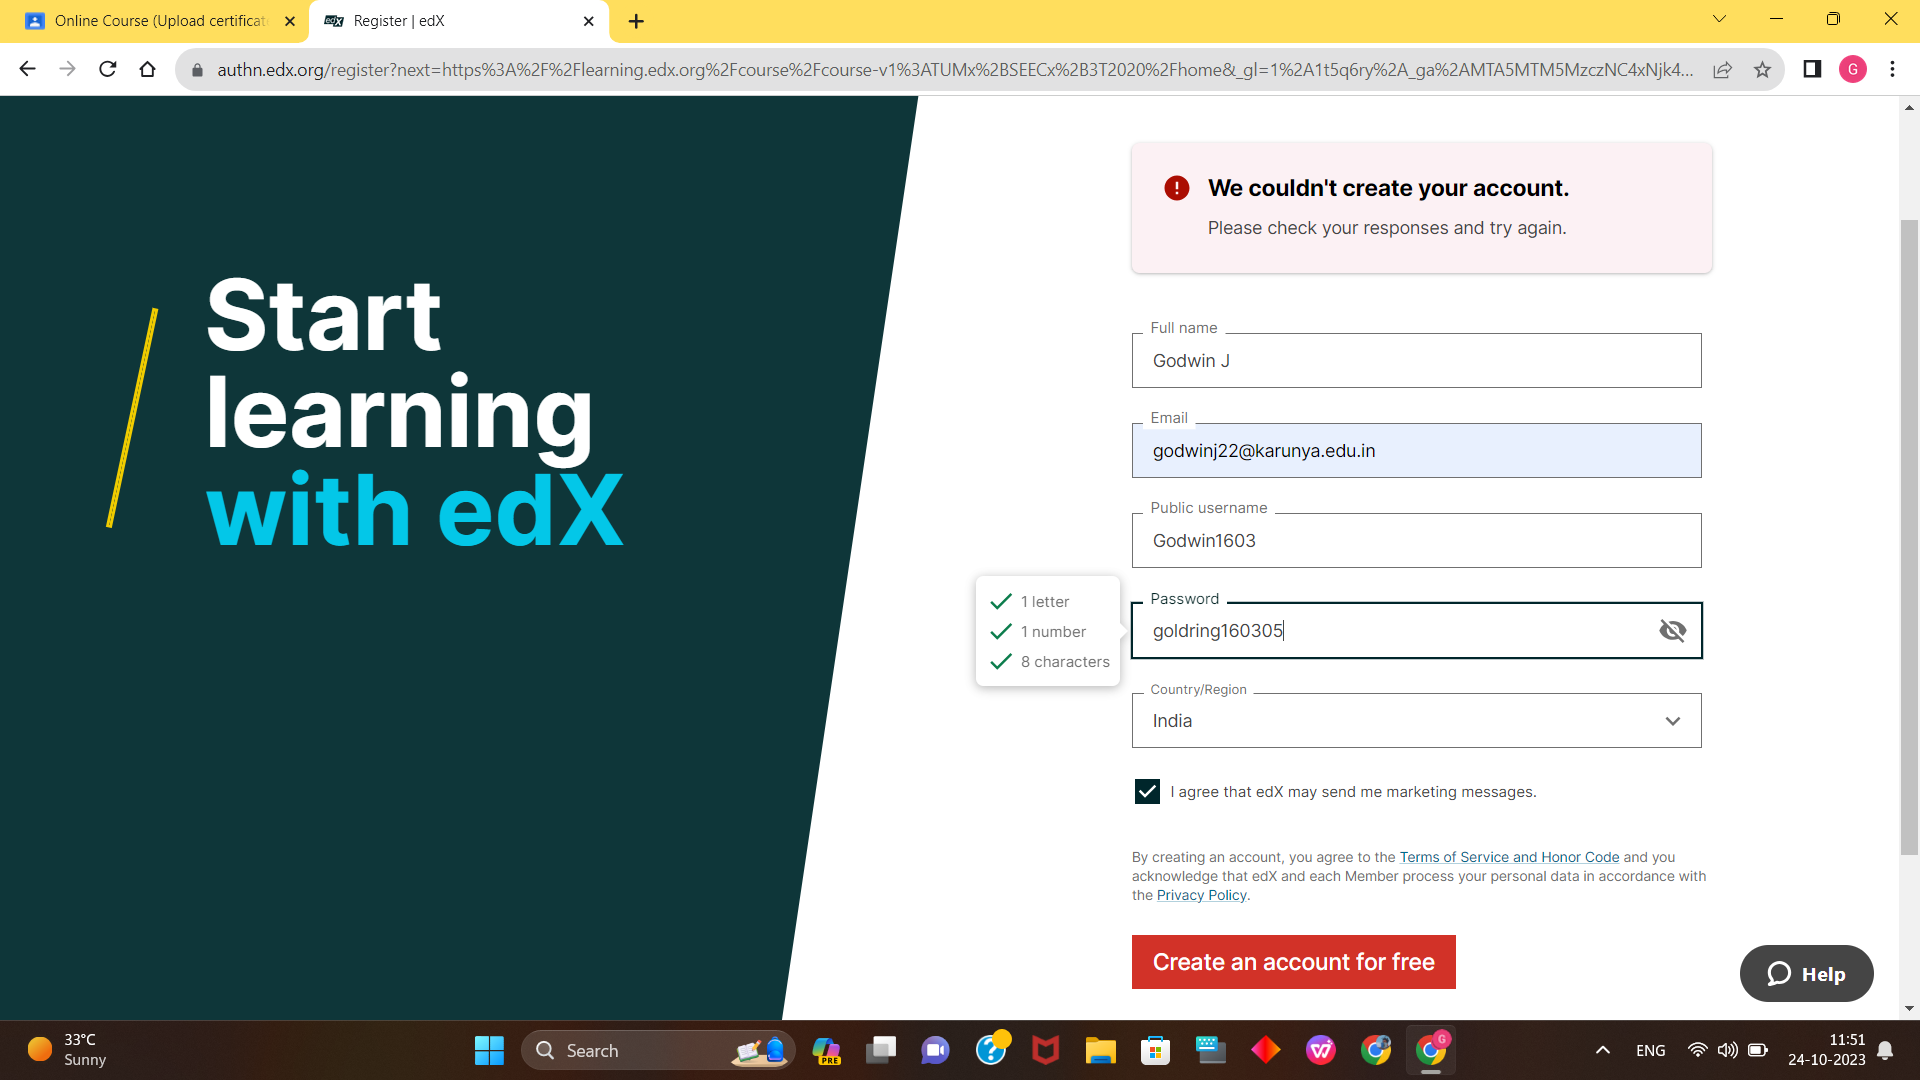 Online Course (Upload certificat
Register | edX
authn.edx.org/register?next=https%3A%2F%2Flearning.edx.org%2Fcourse%2Fcourse-v1%3ATUMx%2BSEECx%2B3T2020%2Fhome&_gl=1%2A1t5q6ry%2A_ga%2AMTA5MTM5MzczNC4xNjk4...
G
We couldn't create your account.
Please check your responses and try again.
Start
learning
with edX
Full name
Godwin J
Email
godwinj22@karunya.edu.in
Public username
Godwin1603
1 letter
1 number
8 characters
Password
goldring160305
Country/Region
India
I agree that edX may send me marketing messages.
By creating an account, you agree to the Terms of Service and Honor Code and you
acknowledge that edX and each Member process your personal data in accordance with
the Privacy Policy.
Create an account for free
Help
33°C
Sunny
Search
PRE
G
ENG
11:51
24-10-2023